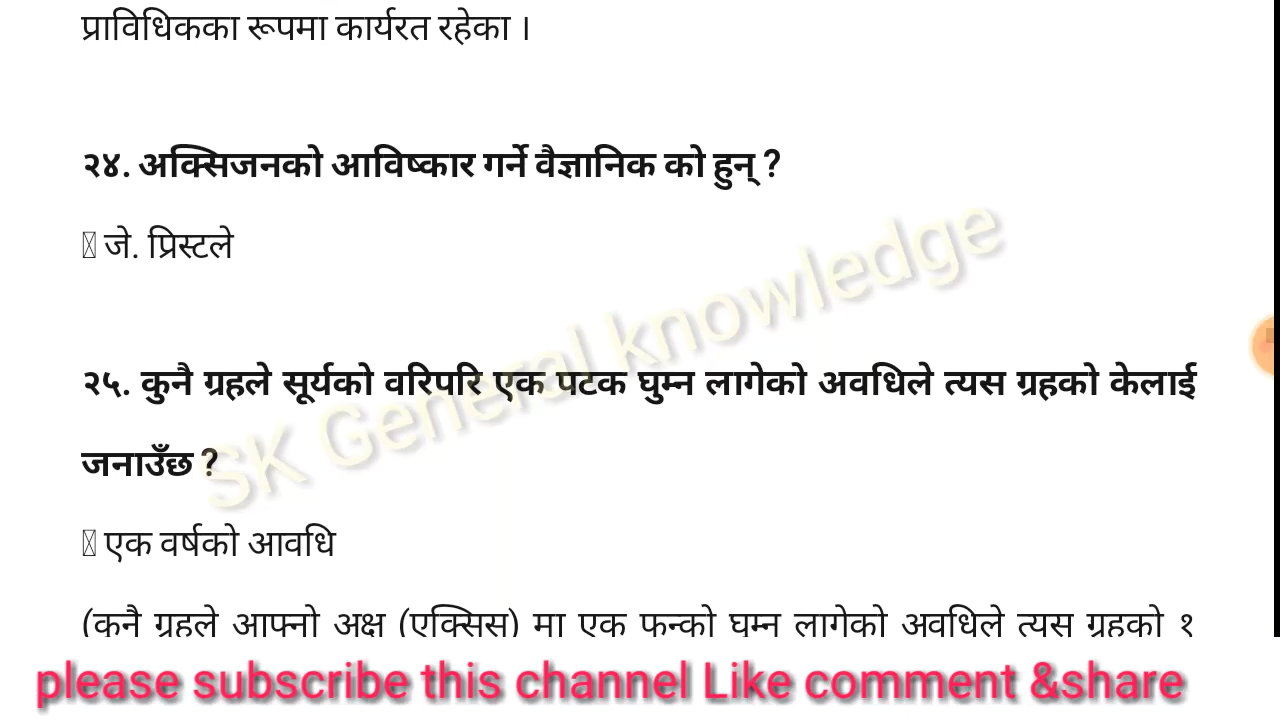 प्राविधिकका रूपमा कार्यरत रहेका ।
२४. अक्सिजनको आविष्कार गर्ने वैज्ञानिक को हुन् ?
जे. प्रिस्टले
SK General knowledge
२५. कुनै ग्रहले सूर्यको वरिपरि एक पटक घुम्न लागेको अवधिले त्यस ग्रहको केलाई
जनाउँछ ?
एक वर्षको आवधि
(कुनै ग्रहले आफ्नो अक्ष (एक्सिस) मा एक फन्को घुम्न लागेको अवधिले त्यस ग्रहको १
please subscribe this channel Like comment &share